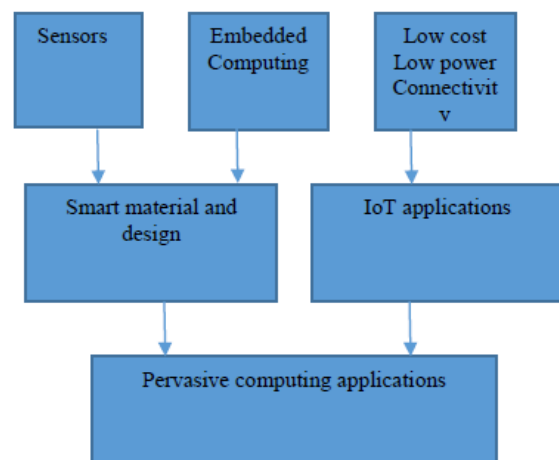 Sensors
Embedded
Computing
Low cost
Low power
Connectivit
v
Smart material and
design
IoT applications
Pervasive computing applications